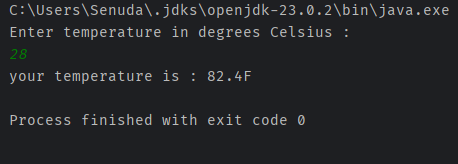 C:\Users\Senuda\.jdks\openjdk-23.0.2\bin\java.exe
Enter temperature in degrees Celsius :
28
your temperature is : 82.4F
Process finished with exit code 0